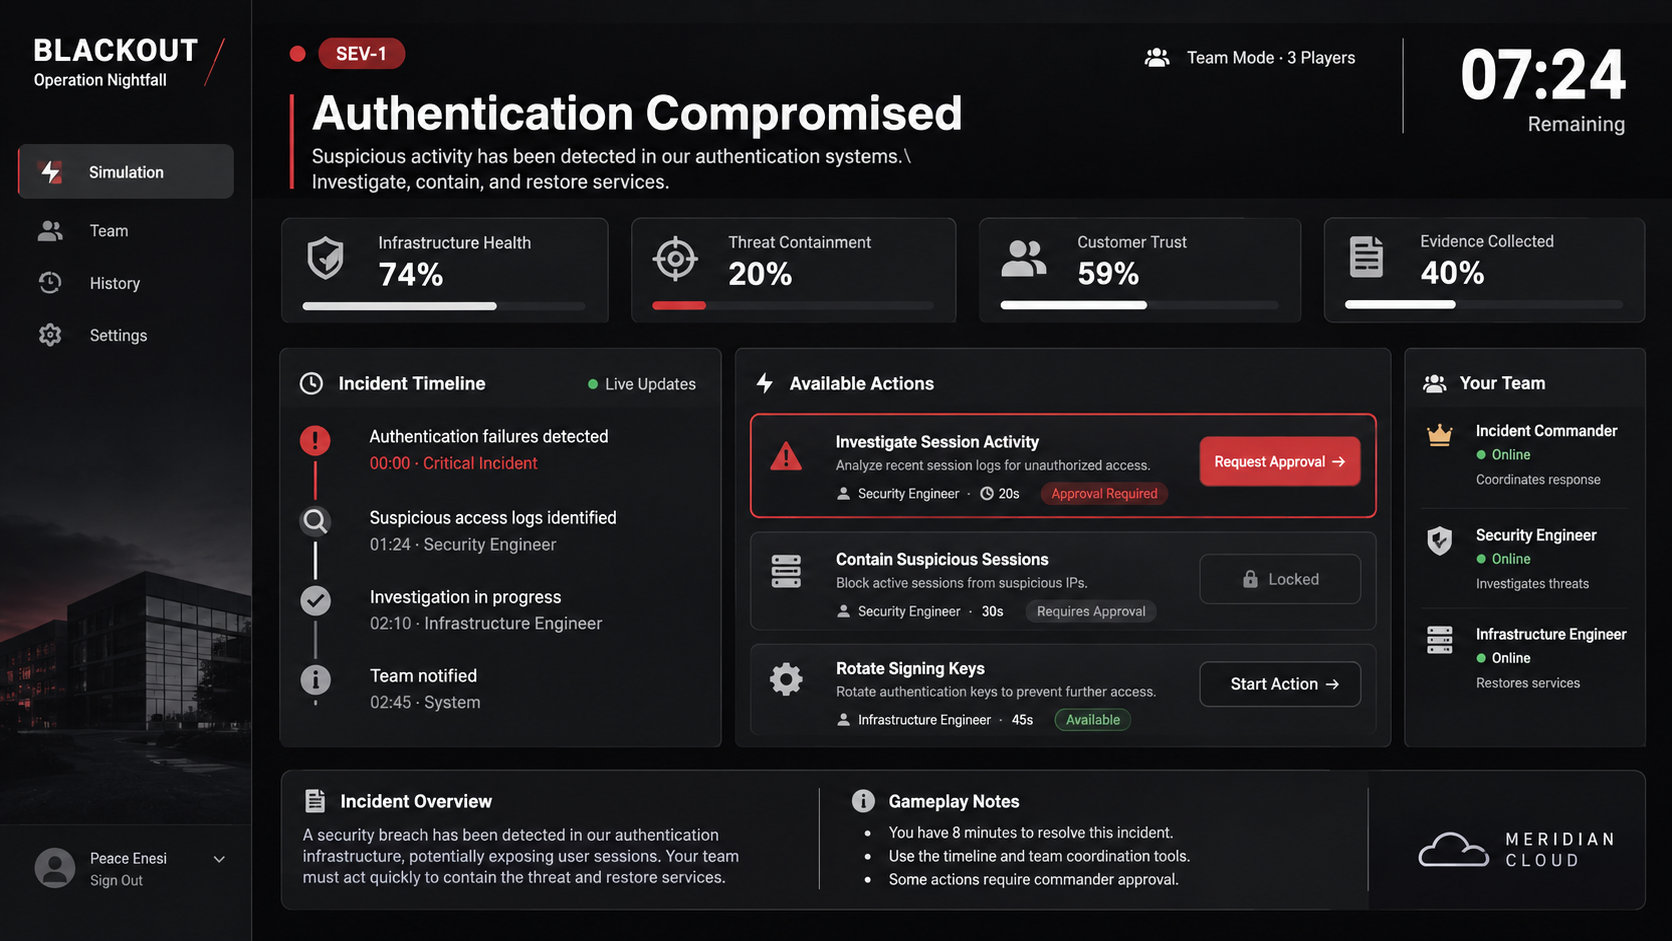 BLACKOUT
Operation Nightfall
Simulation
Team
History
Settings
Peace Enesi
Sign Out
SEV-1
Authentication Compromised
Suspicious activity has been detected in our authentication systems.\
Investigate, contain, and restore services.
Team Mode · 3 Players
07:24
Remaining
Infrastructure Health
74%
Threat Containment
20%
Customer Trust
59%
Evidence Collected
40%
Incident Timeline
Live Updates
Authentication failures detected
00:00 · Critical Incident
Suspicious access logs identified
01:24 · Security Engineer
Investigation in progress
02:10 · Infrastructure Engineer
Team notified
02:45 · System
Available Actions
Investigate Session Activity
Analyze recent session logs for unauthorized access.
Security Engineer · 20s Approval Required
Request Approval →
Contain Suspicious Sessions
Block active sessions from suspicious IPs.
Security Engineer · 30s Requires Approval
Locked
Rotate Signing Keys
Rotate authentication keys to prevent further access.
Infrastructure Engineer · 45s Available
Start Action →
Your Team
Incident Commander
Online
Coordinates response
Security Engineer
Online
Investigates threats
Infrastructure Engineer
Online
Restores services
Incident Overview
A security breach has been detected in our authentication
infrastructure, potentially exposing user sessions. Your team
must act quickly to contain the threat and restore services.
Gameplay Notes
• You have 8 minutes to resolve this incident.
• Use the timeline and team coordination tools.
• Some actions require commander approval.
MERIDIAN
CLOUD